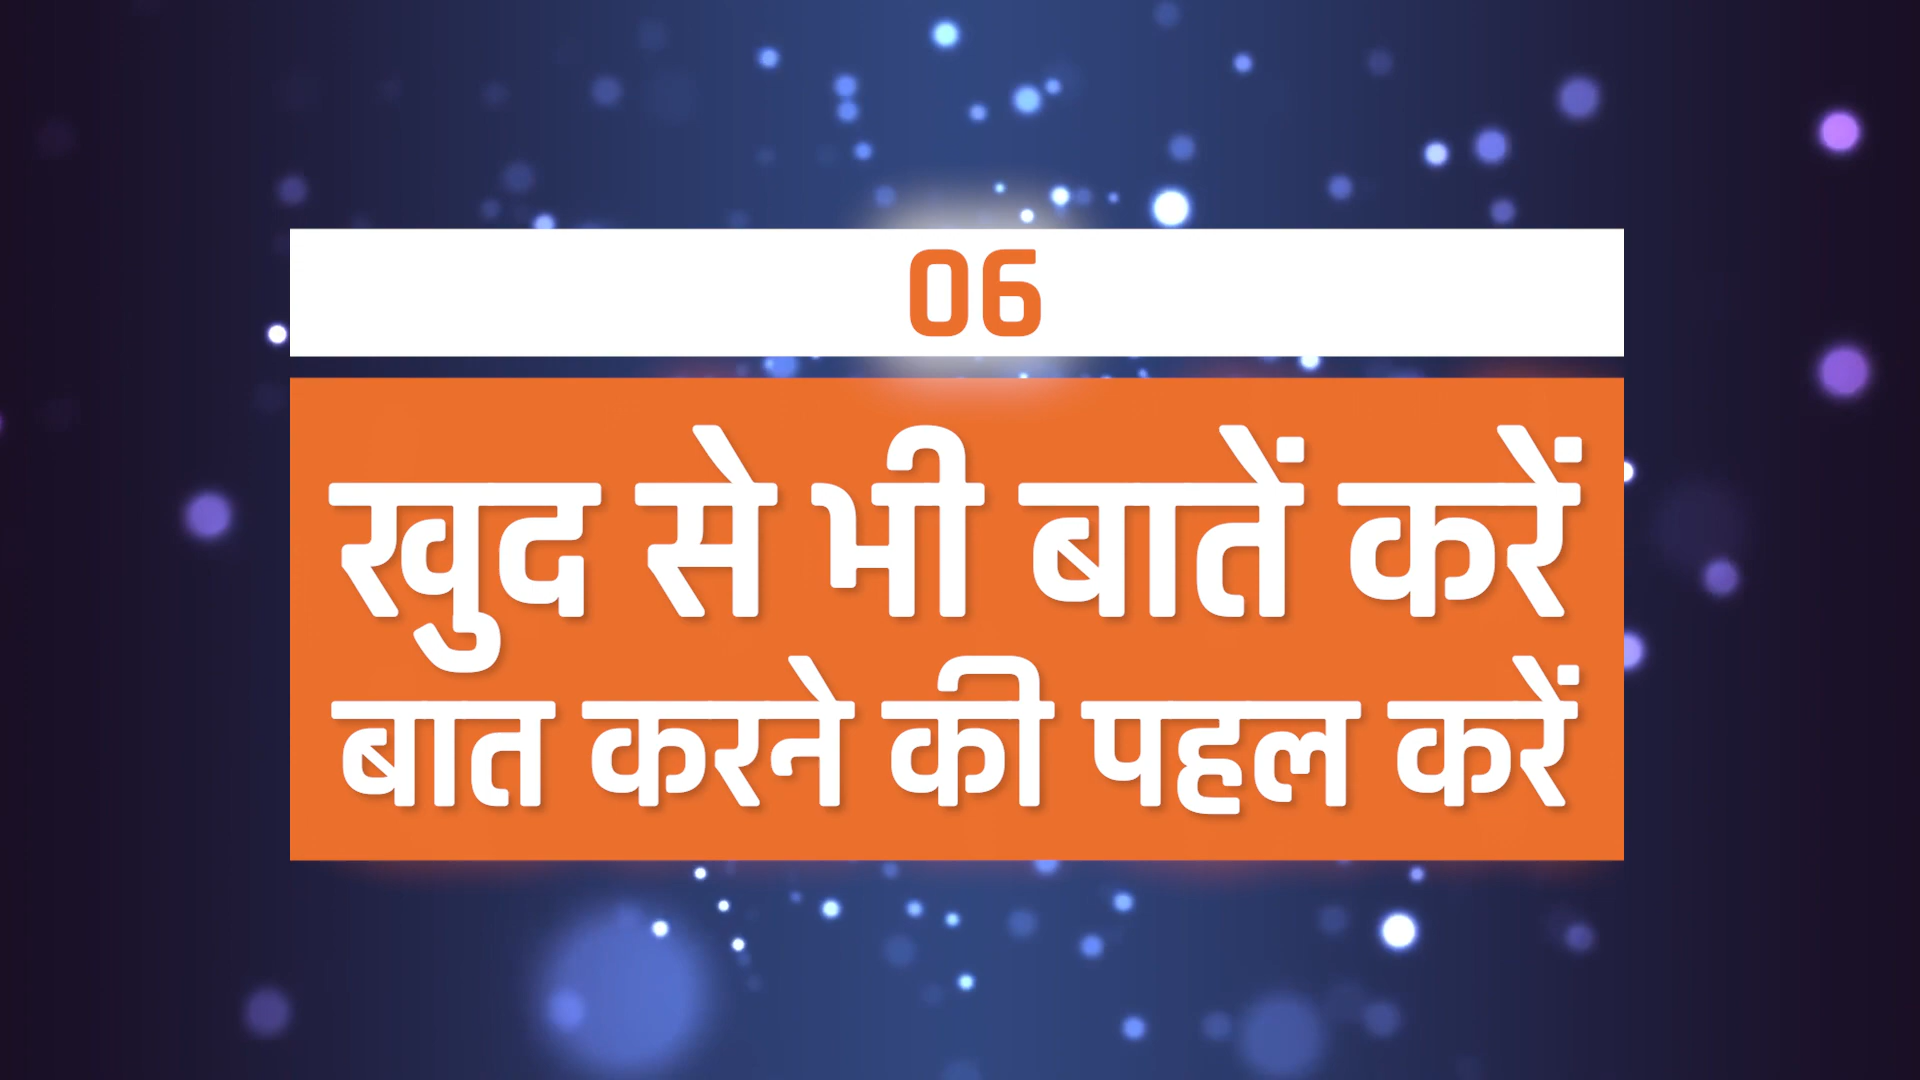 06
खुद से भी बातें करें
बात करने की पहल करें